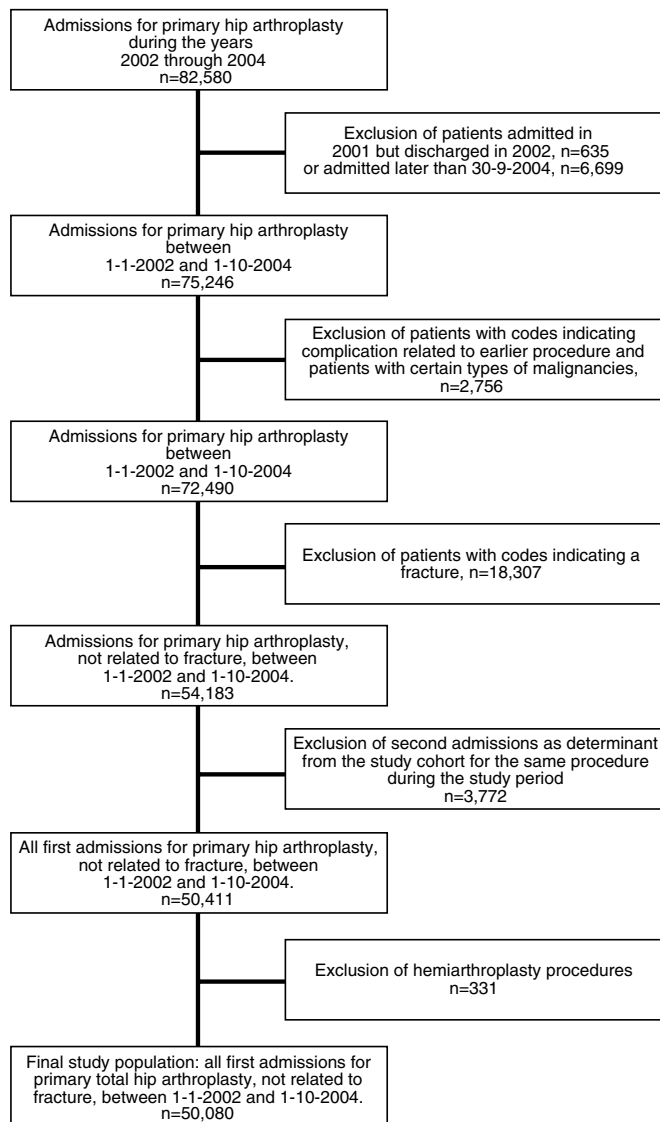 Admissions for primary hip arthroplasty
during the years
2002 through 2004
n=82,580
Exclusion of patients admitted in
2001 but discharged in 2002, n=635
or admitted later than 30-9-2004, n=6,699
Admissions for primary hip arthroplasty
between
1-1-2002 and 1-10-2004
n=75,246
Exclusion of patients with codes indicating
complication related to earlier procedure and
patients with certain types of malignancies,
n=2,756
Admissions for primary hip arthroplasty
between
1-1-2002 and 1-10-2004
n=72,490
Exclusion of patients with codes indicating a
fracture, n=18,307
Admissions for primary hip arthroplasty,
not related to fracture, between
1-1-2002 and 1-10-2004.
n=54,183
Exclusion of second admissions as determinant
from the study cohort for the same procedure
during the study period
n=3,772
All first admissions for primary hip arthroplasty,
not related to fracture, between
1-1-2002 and 1-10-2004.
n=50,411
Exclusion of hemiarthroplasty procedures
n=331
Final study population: all first admissions for
primary total hip arthroplasty, not related to
fracture, between 1-1-2002 and 1-10-2004.
n=50,080